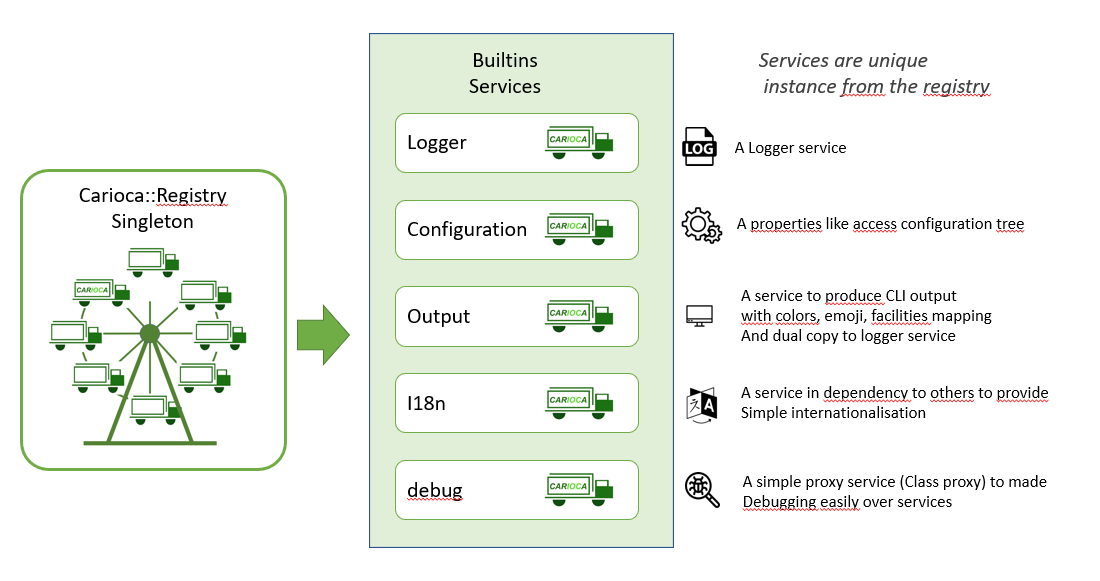 Carioca::Registry
Singleton
CARIOCA
Builtins
Services
Logger
CARIOCA
Configuration
CARIOCA
Output
CARIOCA
I18n
CARIOCA
debug
CARIOCA
Services are unique
instance from the registry
LOG
A Logger service
A properties like access configuration tree
A service to produce CLI output
with colors, emoji, facilities mapping
And dual copy to logger service
A
A service in dependency to others to provide
Simple internationalisation
A simple proxy service (Class proxy) to made
Debugging easily over services